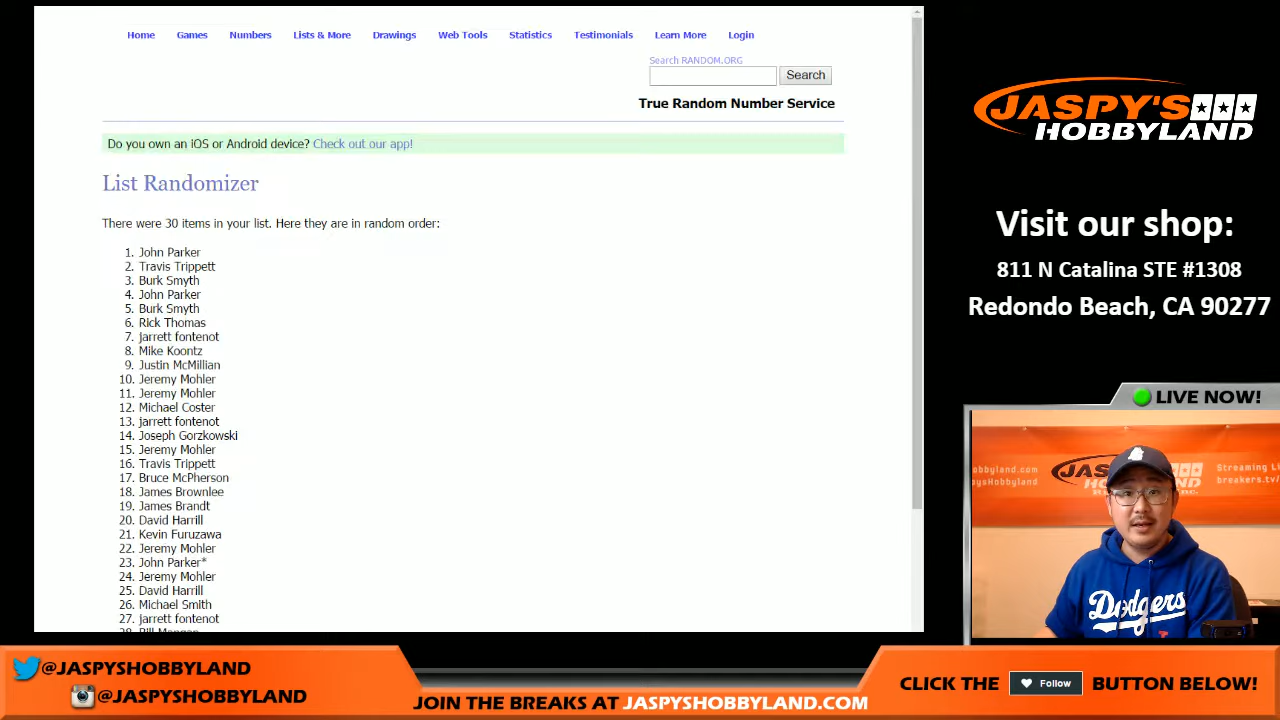 Home Games Numbers Lists & More Drawings Web Tools Statistics Testimonials Learn More Login
Search RANDOM.ORG
Search
True Random Number Service
Do you own an iOS or Android device? Check out our app!
List Randomizer
There were 30 items in your list. Here they are in random order:
1. John Parker
2. Travis Trippett
3. Burk Smyth
4. John Parker
5. Burk Smyth
6. Rick Thomas
7. jarrett fontenot
8. Mike Koontz
9. Justin McMillian
10. Jeremy Mohler
11. Jeremy Mohler
12. Michael Coster
13. jarrett fontenot
14. Joseph Gorzkowski
15. Jeremy Mohler
16. Travis Trippett
17. Bruce McPherson
18. James Brownlee
19. James Brandt
20. David Harrill
21. Kevin Furuzawa
22. Jeremy Mohler
23. John Parker*
24. Jeremy Mohler
25. David Harrill
26. Michael Smith
27. jarrett fontenot
JASPY'S
HOBBYLAND
Visit our shop:
811 N Catalina STE #1308
Redondo Beach, CA 90277
LIVE NOW!
hobbyland.com
Streaming Li
breakers.tv/
Dodgers
@JASPYSHOBBYLAND
@JASPYSHOBBYLAND
JOIN THE BREAKS AT JASPYSHOBBYLAND.COM
CLICK THE Follow BUTTON BELOW!